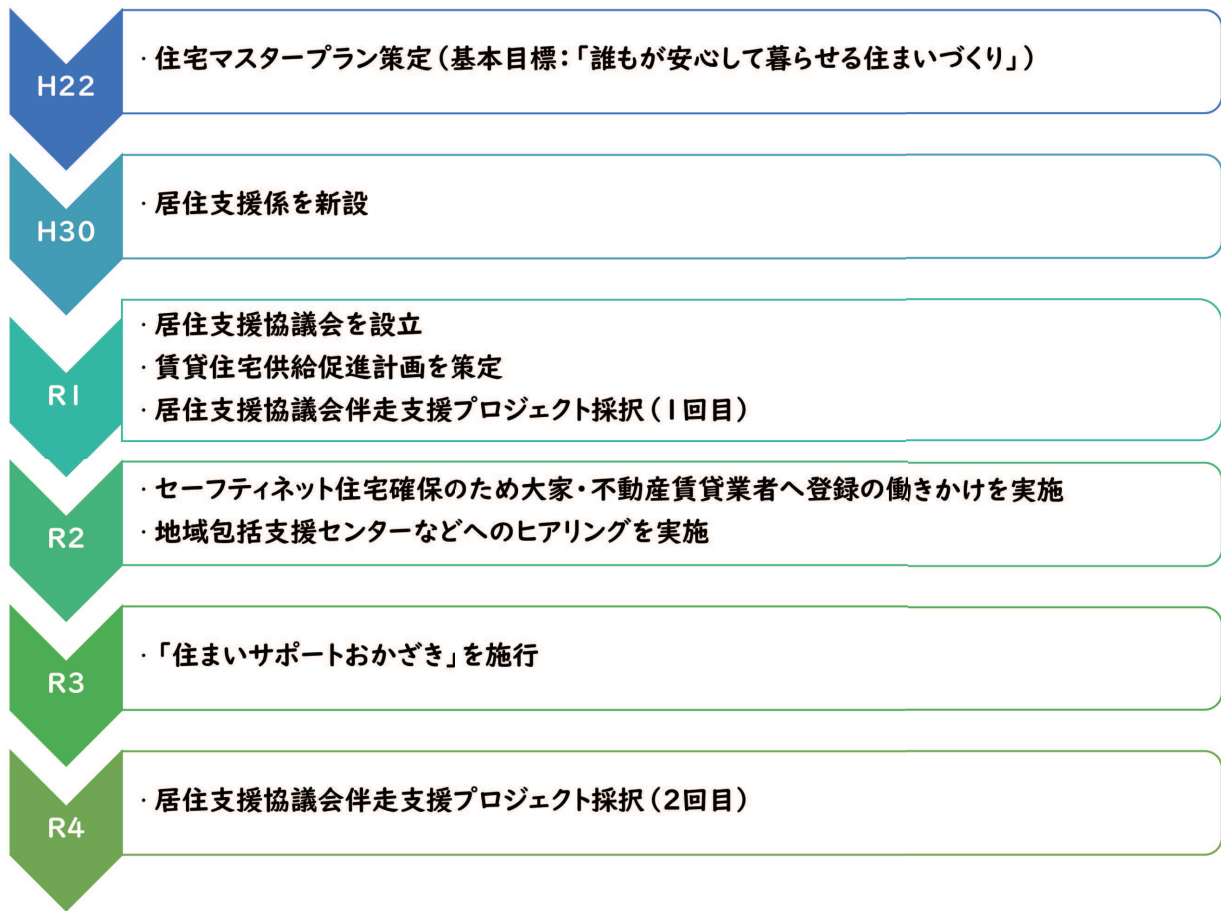 H22
・住宅マスタープラン策定(基本目標:「誰もが安心して暮らせる住まいづくり」)
H30
・居住支援係を新設
R1
・居住支援協議会を設立
・賃貸住宅供給促進計画を策定
・居住支援協議会伴走支援プロジェクト採択(1回目)
R2
・セーフティネット住宅確保のため大家・不動産賃貸業者へ登録の働きかけを実施
・地域包括支援センターなどへのヒアリングを実施
R3
・「住まいサポートおかざき」を施行
R4
・居住支援協議会伴走支援プロジェクト採択(2回目)